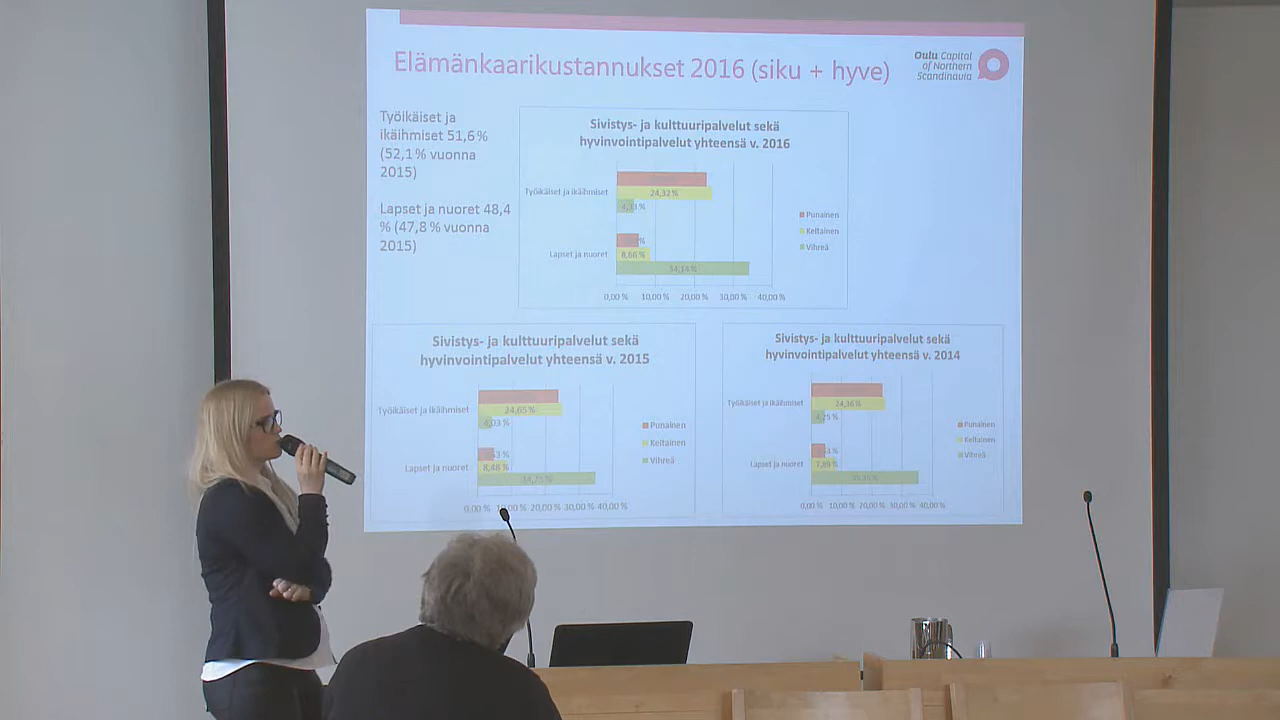 Elämänkaarikustannukset 2016 (siku + hyve)
Oulu Capital
of Northern
Scandinavia
Työikäiset ja
ikäihmiset 51,6 %
(52,1 % vuonna
2015)
Lapset ja nuoret 48,4
% (47,8 % vuonna
2015)
Sivistys- ja kulttuuripalvelut sekä
hyvinvointipalvelut yhteensä v. 2016
Työikäiset ja ikäihmiset
24,32 %
Lapset ja nuoret
8,66 %
34,14 %
Punainen
Keltainen
Vihreä
0,00 % 10,00 % 20,00 % 30,00 % 40,00 %
Sivistys- ja kulttuuripalvelut sekä
hyvinvointipalvelut yhteensä v. 2015
Työikäiset ja ikäihmiset
24,65 %
4,03 %
Lapset ja nuoret
8,48 %
Punainen
Keltainen
Vihreä
0,00 % 20,00 % 30,00 % 40,00 %
Sivistys- ja kulttuuripalvelut sekä
hyvinvointipalvelut yhteensä v. 2014
Työikäiset ja ikäihmiset
24,36 %
4,25 %
Lapset ja nuoret
7,89 %
Punainen
Keltainen
Vihreä
0,00 % 10,00 % 20,00 % 30,00 % 40,00 %